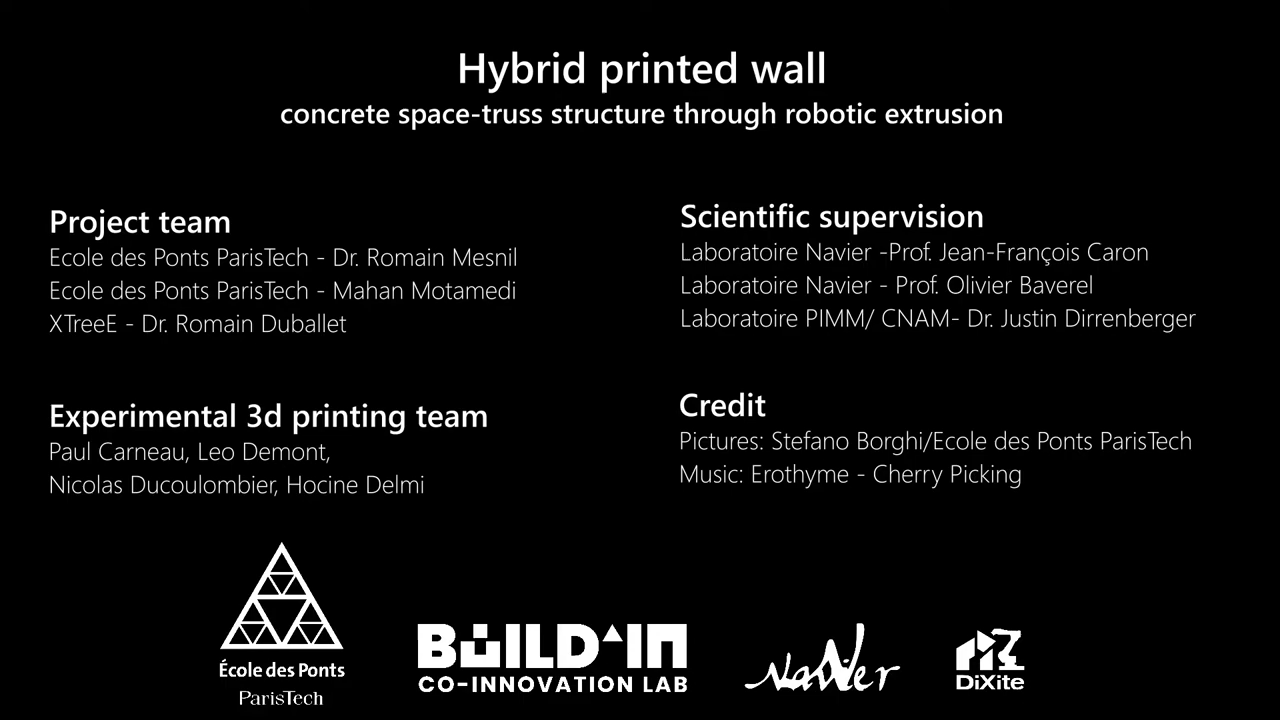 Hybrid printed wall
concrete space-truss structure through robotic extrusion
Project team
Ecole des Ponts ParisTech - Dr. Romain Mesnil
Ecole des Ponts ParisTech - Mahan Motamedi
XTreeE - Dr. Romain Duballet
Scientific supervision
Laboratoire Navier -Prof. Jean-François Caron
Laboratoire Navier - Prof. Olivier Baverel
Laboratoire PIMM/ CNAM- Dr. Justin Dirrenberger
Experimental 3d printing team
Paul Carneau, Leo Demont,
Nicolas Ducoulombier, Hocine Delmi
Credit
Pictures: Stefano Borghi/Ecole des Ponts ParisTech
Music: Erothyme - Cherry Picking
École des Ponts
ParisTech
BUILD'IN
CO-INNOVATION LAB
Navier
DiXite